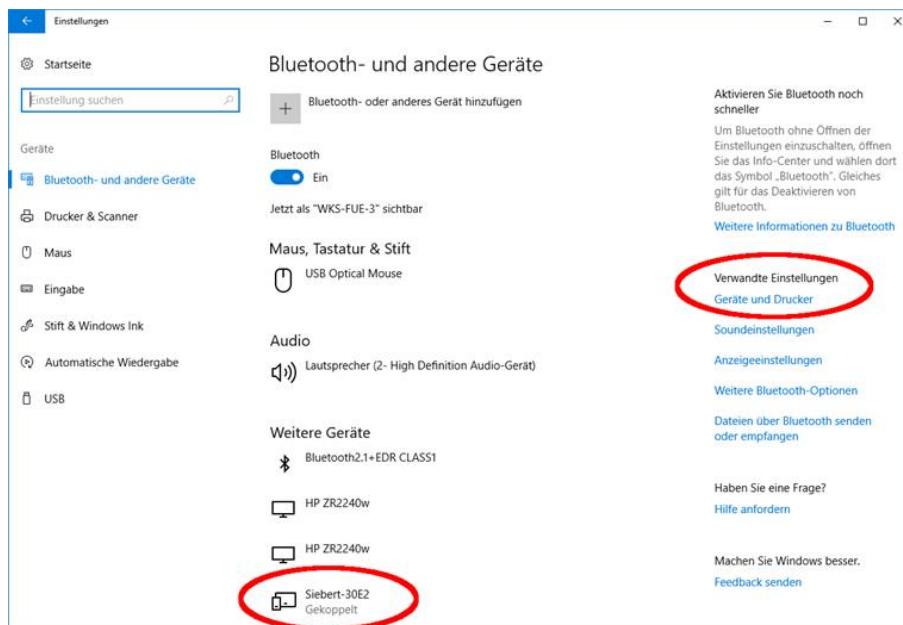 Einstellungen
Startseite
Einstellung suchen
Geräte
Bluetooth- und andere Geräte
Drucker & Scanner
Maus
Eingabe
Stift & Windows Ink
Automatische Wiedergabe
USB
Bluetooth- und andere Geräte
Bluetooth- oder anderes Gerät hinzufügen
Bluetooth
Ein
Jetzt als "WKS-FUE-3" sichtbar
Maus, Tastatur & Stift
USB Optical Mouse
Audio
Lautsprecher (2- High Definition Audio-Gerät)
Weitere Geräte
Bluetooth2.1+EDR CLASS1
HP ZR2240w
HP ZR2240w
Siebert-30E2
Gekoppelt
Aktivieren Sie Bluetooth noch
schneller
Um Bluetooth ohne Öffnen der
Einstellungen einzuschalten, öffnen
Sie das Info-Center und wählen dort
das Symbol „Bluetooth". Gleiches
gilt für das Deaktivieren von
Bluetooth.
Weitere Informationen zu Bluetooth
Verwandte Einstellungen
Geräte und Drucker
Soundeinstellungen
Anzeigeeinstellungen
Weitere Bluetooth-Optionen
Dateien über Bluetooth senden
oder empfangen
Haben Sie eine Frage?
Hilfe anfordern
Machen Sie Windows besser.
Feedback senden